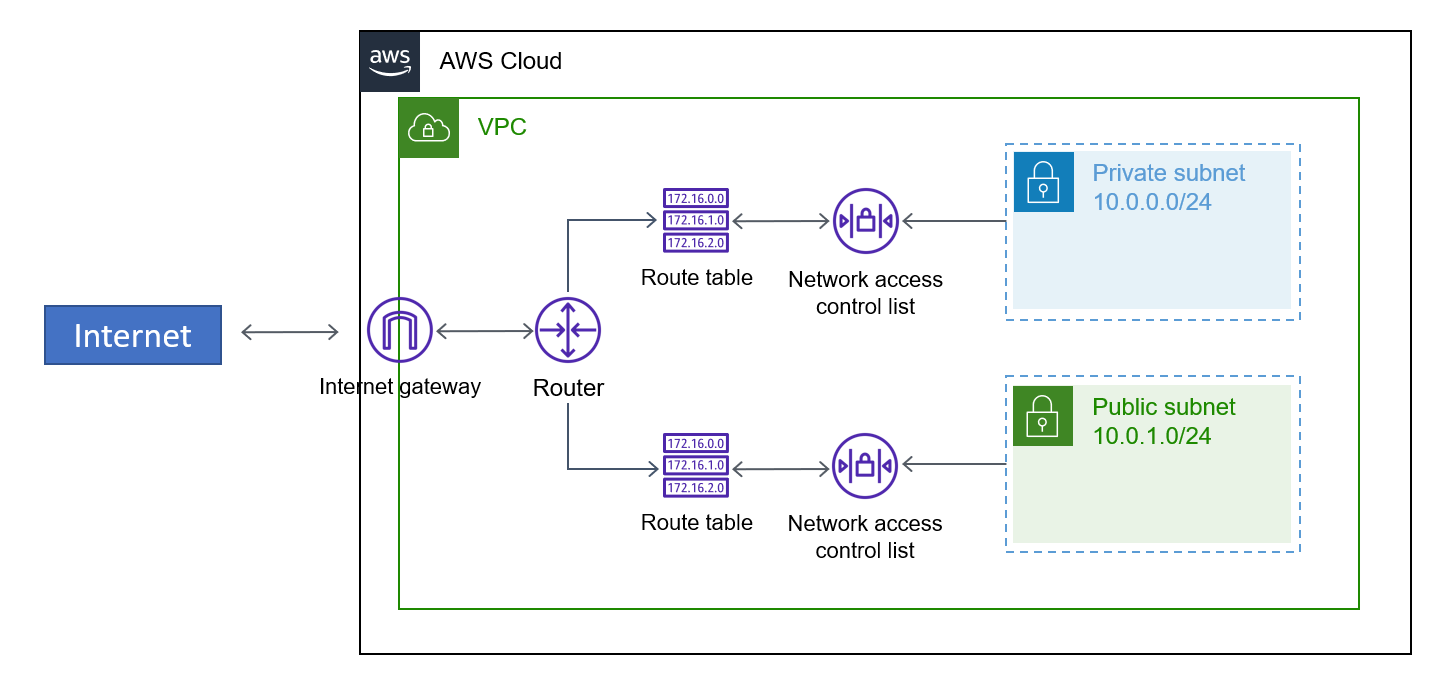 aws
AWS Cloud
VPC
Private subnet
10.0.0.0/24
172.16.0.0
172.16.1.0
172.16.2.0
Route table
Network access
control list
Internet
Internet gateway
Router
Public subnet
10.0.1.0/24
172.16.0.0
172.16.1.0
172.16.2.0
Route table
Network access
control list